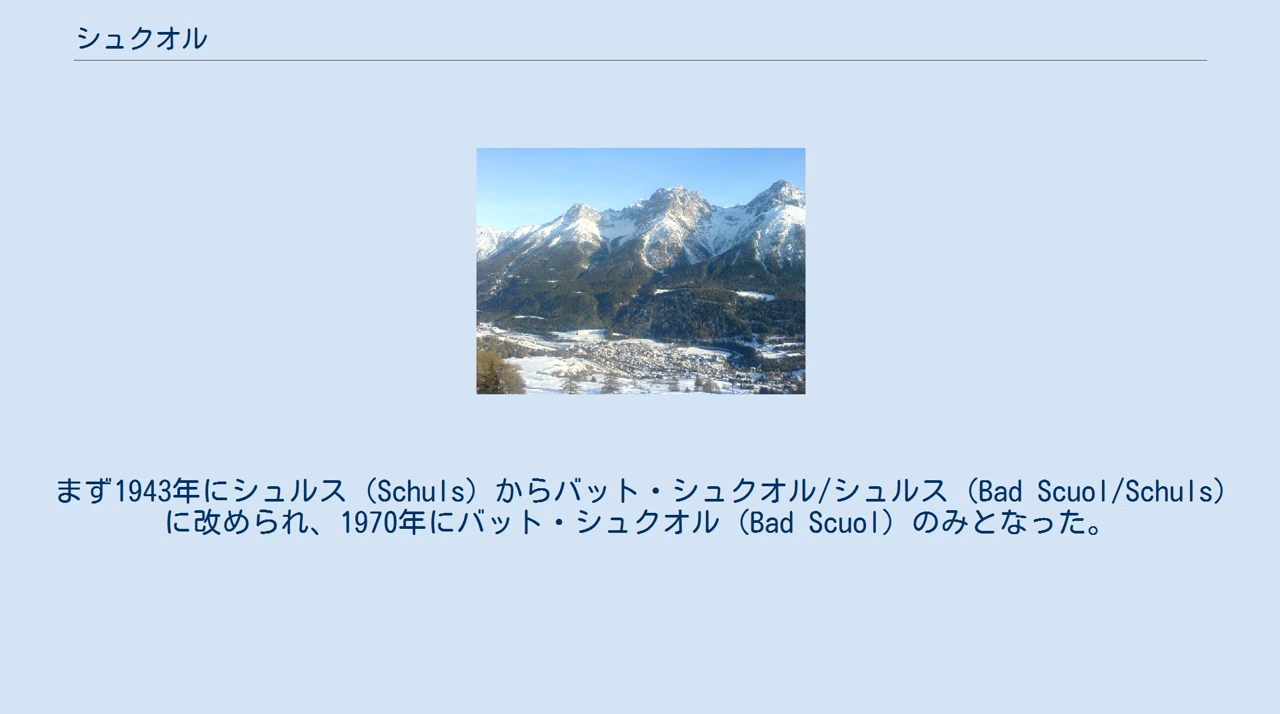 シュクオル
まず1943年にシュルス（Schuls）からバット・シュクオル/シュルス（Bad Scuol/Schuls）
に改められ、1970年にバット・シュクオル（Bad Scuol）のみとなった。